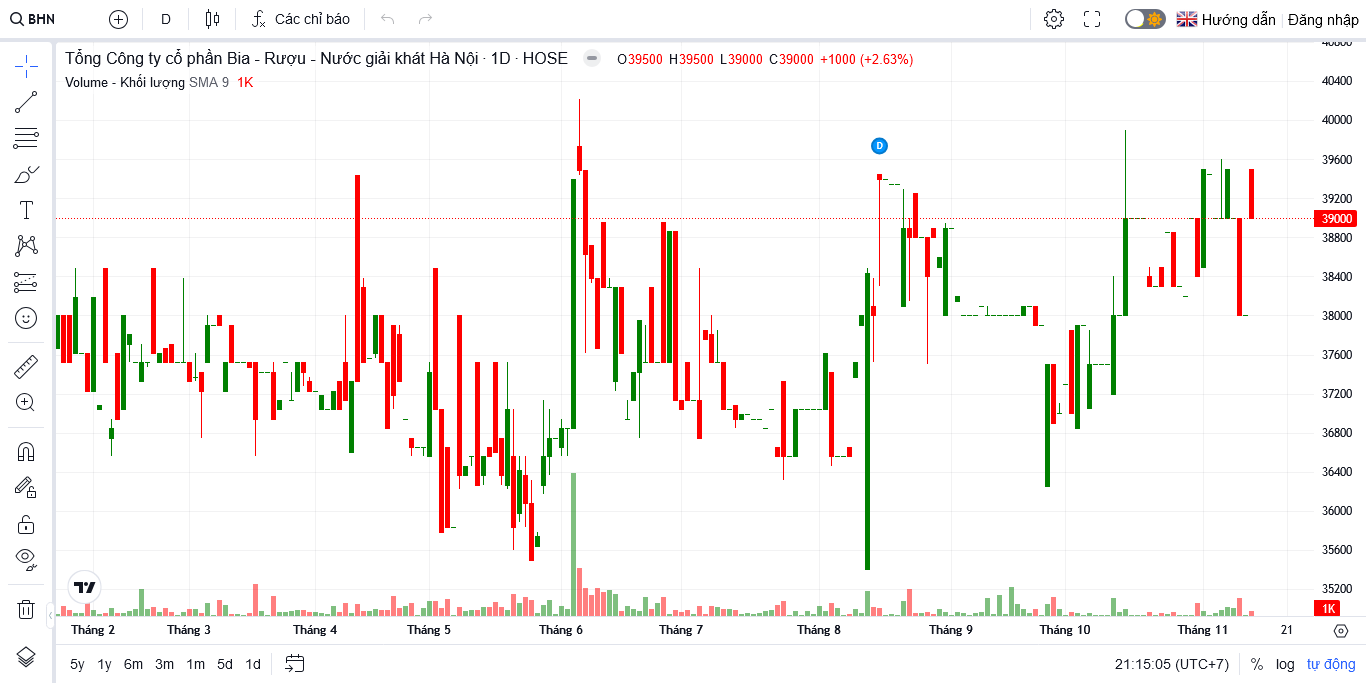 BHN D Các chỉ báo Hướng dẫn Đăng nhập
Tổng Công ty cổ phần Bia - Rượu - Nước giải khát Hà Nội · 1D · HOSE O39500 H39500 L39000 C39000 +1000 (+2.63%)
Volume - Khối lượng SMA 9 1K
D
40800
40400
40000
39600
39200
39000
38800
38400
38000
37600
37200
36800
36400
36000
35600
35200
1K
Tháng 2 Tháng 3 Tháng 4 Tháng 5 Tháng 6 Tháng 7 Tháng 8 Tháng 9 Tháng 10 Tháng 11 21
5y 1y 6m 3m 1m 5d 1d 21:15:05 (UTC+7) % log tự động